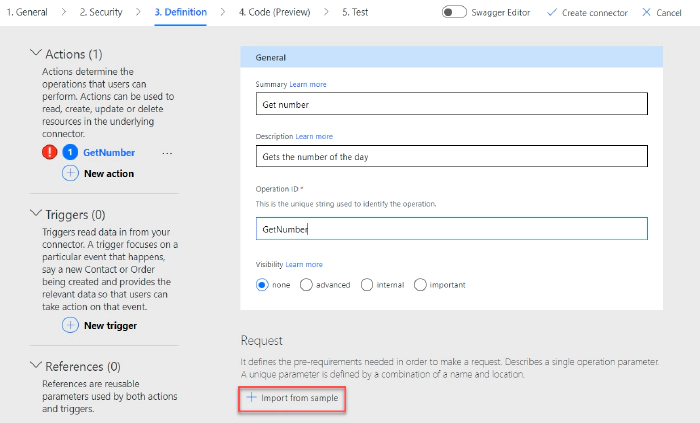 1. General > 2. Security > 3. Definition > 4. Code (Preview) > 5. Test Swagger Editor Create connector Cancel
Actions (1)
Actions determine the
operations that users can
perform. Actions can be used to
read, create, update or delete
resources in the underlying
connector.
1 GetNumber ...
New action
Triggers (0)
Triggers read data in from your
connector. A trigger focuses on a
particular event that happens,
say a new Contact or Order
being created and provides the
relevant data so that users can
take action on that event.
New trigger
References (0)
References are reusable
parameters used by both actions
and triggers.
General
Summary Learn more
Get number
Description Learn more
Gets the number of the day
Operation ID *
This is the unique string used to identify the operation.
GetNumber
Visibility Learn more
none advanced internal important
Request
It defines the pre-requirements needed in order to make a request. Describes a single operation parameter.
A unique parameter is defined by a combination of a name and location.
Import from sample